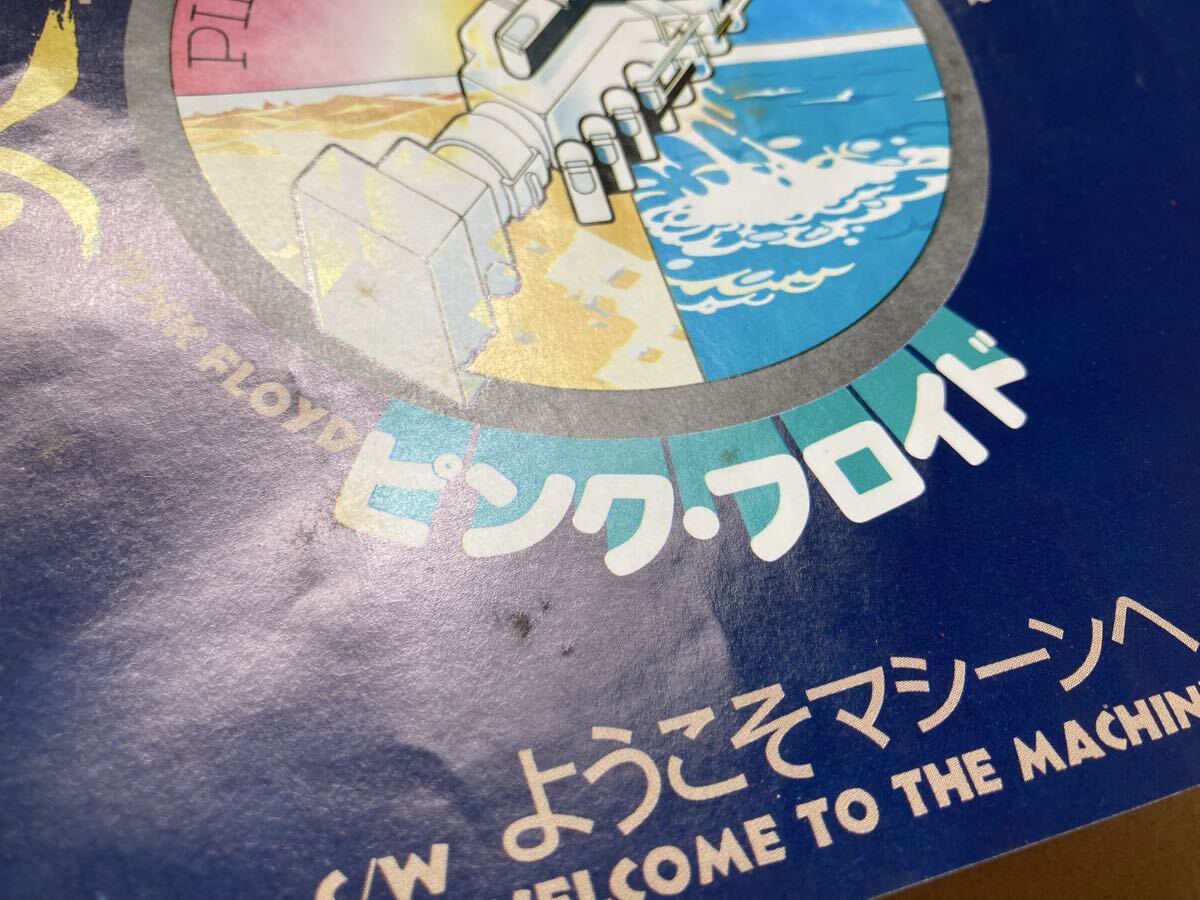 PINK FLOYD
ピンク・フロイド
C/W ようこそマシーンへ
WELCOME TO THE MACHIN